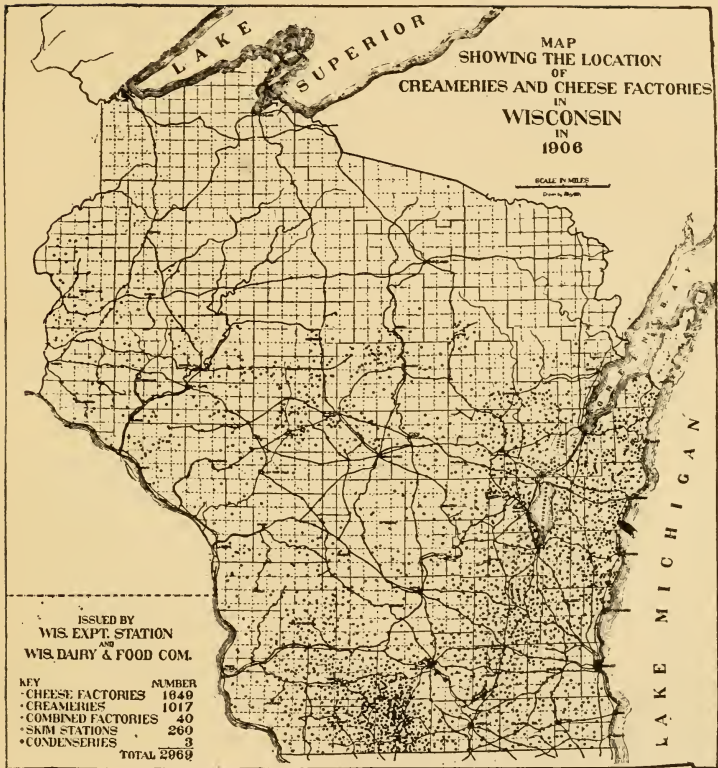 LAKE SUPERIOR
MAP
SHOWING THE LOCATION
OF
CREAMERIES AND CHEESE FACTORIES
IN
WISCONSIN
IN
1906
SCALE IN MILES
BAY
LAKE MICHIGAN
ISSUED BY
WIS. EXPT. STATION
AND
WIS. DAIRY & FOOD COM.
KEY NUMBER
CHEESE FACTORIES 1649
CREAMERIES 1017
COMBINED FACTORIES 40
SKIM STATIONS 260
CONDENSERIES 3
TOTAL 2969